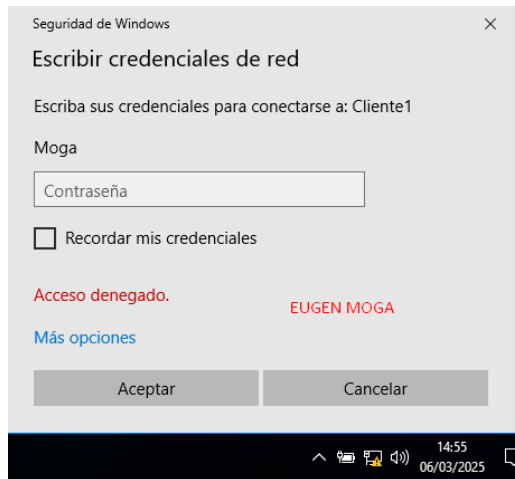 Seguridad de Windows
Escribir credenciales de red
Escriba sus credenciales para conectarse a: Cliente1
Moga
Contraseña
Recordar mis credenciales
Acceso denegado.
EUGEN MOGA
Más opciones
Aceptar
Cancelar
14:55
06/03/2025